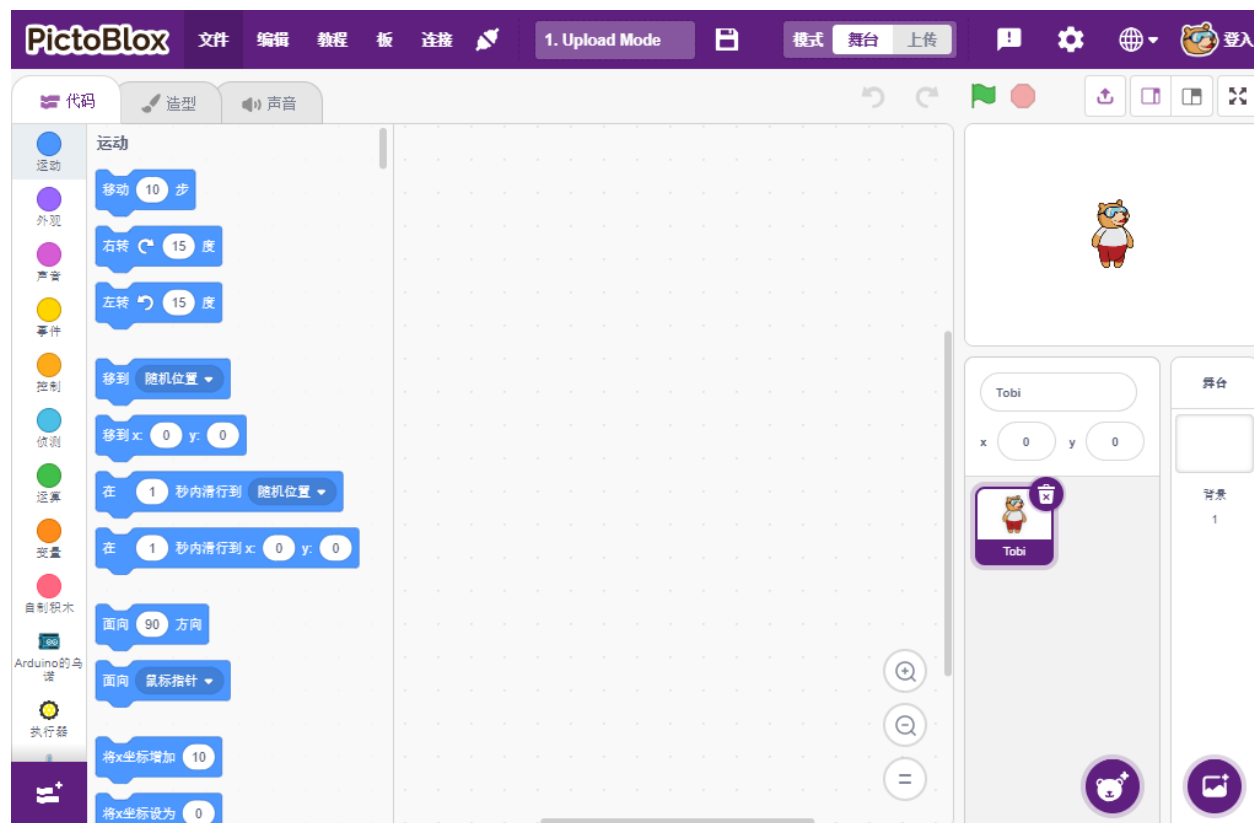 PictoBlox 文件 编辑 教程 板 连接 1. Upload Mode 模式 舞台 上传 登入
代码 造型 声音
运动
外观
声音
事件
控制
侦测
运算
变量
自制积木
Arduino的乌
诺
执行器
运动
移动 10 步
右转 15 度
左转 15 度
移到 随机位置
移到 x: 0 y: 0
在 1 秒内滑行到 随机位置
在 1 秒内滑行到 x: 0 y: 0
面向 90 方向
面向 鼠标指针
将x坐标增加 10
将x坐标设为 0
Tobi
x 0 y 0
Tobi
舞台
背景
1